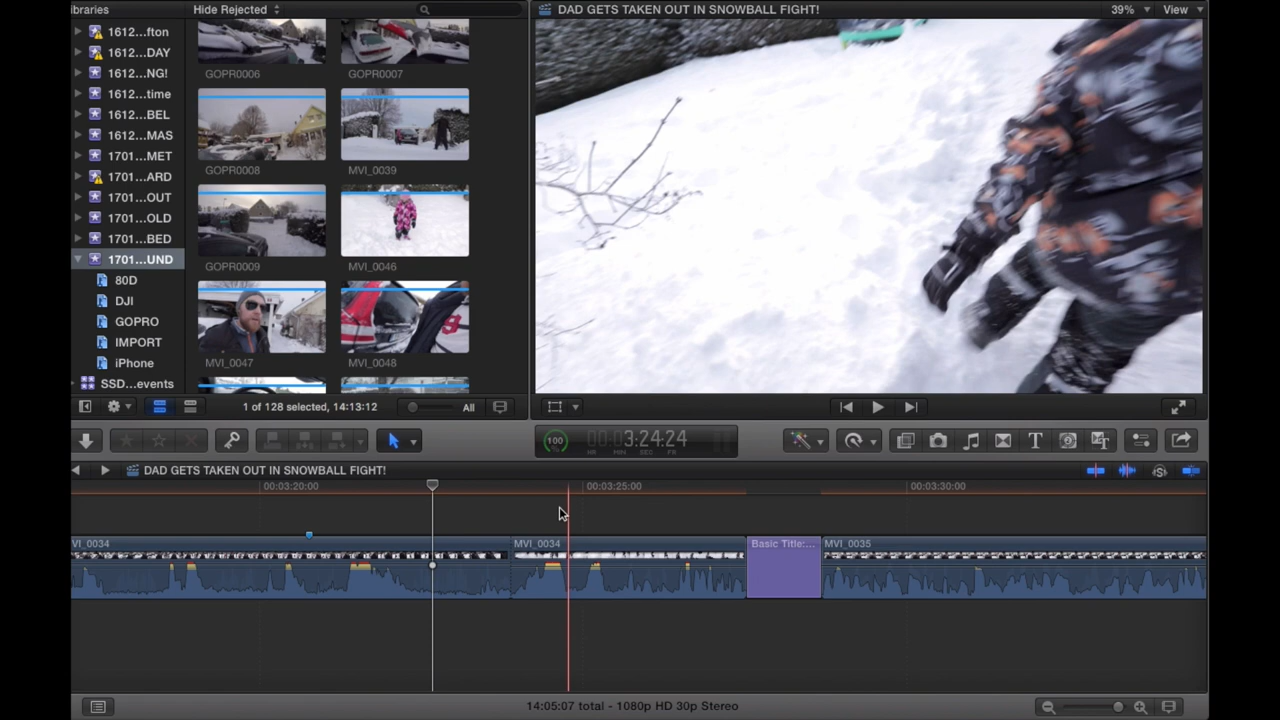 ibraries
Hide Rejected
DAD GETS TAKEN OUT IN SNOWBALL FIGHT!
39%
View
1612...fton
1612...DAY
1612...NG!
1612...time
1612...BEL
1612...MAS
1701...MET
1701...ARD
1701...OUT
1701...OLD
1701...BED
1701...UND
80D
DJI
GOPRO
IMPORT
iPhone
SSD...events
GOPR0006
GOPR0007
GOPR0008
MVI_0039
GOPR0009
MVI_0046
MVI_0047
MVI_0048
1 of 128 selected, 14:13:12
All
100
00:03:24:24
HR MIN SEC FR
T
DAD GETS TAKEN OUT IN SNOWBALL FIGHT!
00:03:20:00
00:03:25:00
00:03:30:00
VI_0034
MVI_0034
Basic Title:...
MVI_0035
14:05:07 total - 1080p HD 30p Stereo